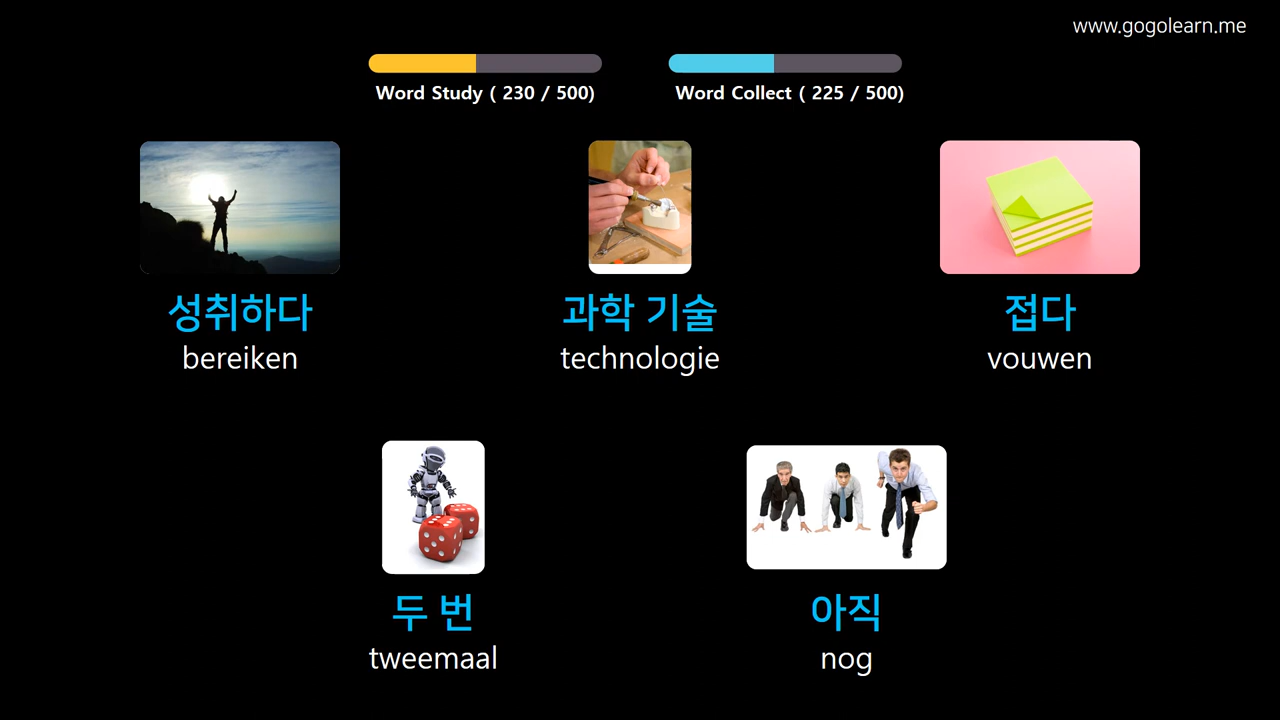 www.gogolearn.me
Word Study ( 230 / 500)
Word Collect ( 225 / 500)
성취하다
bereiken
과학 기술
technologie
접다
vouwen
두 번
tweemaal
아직
nog